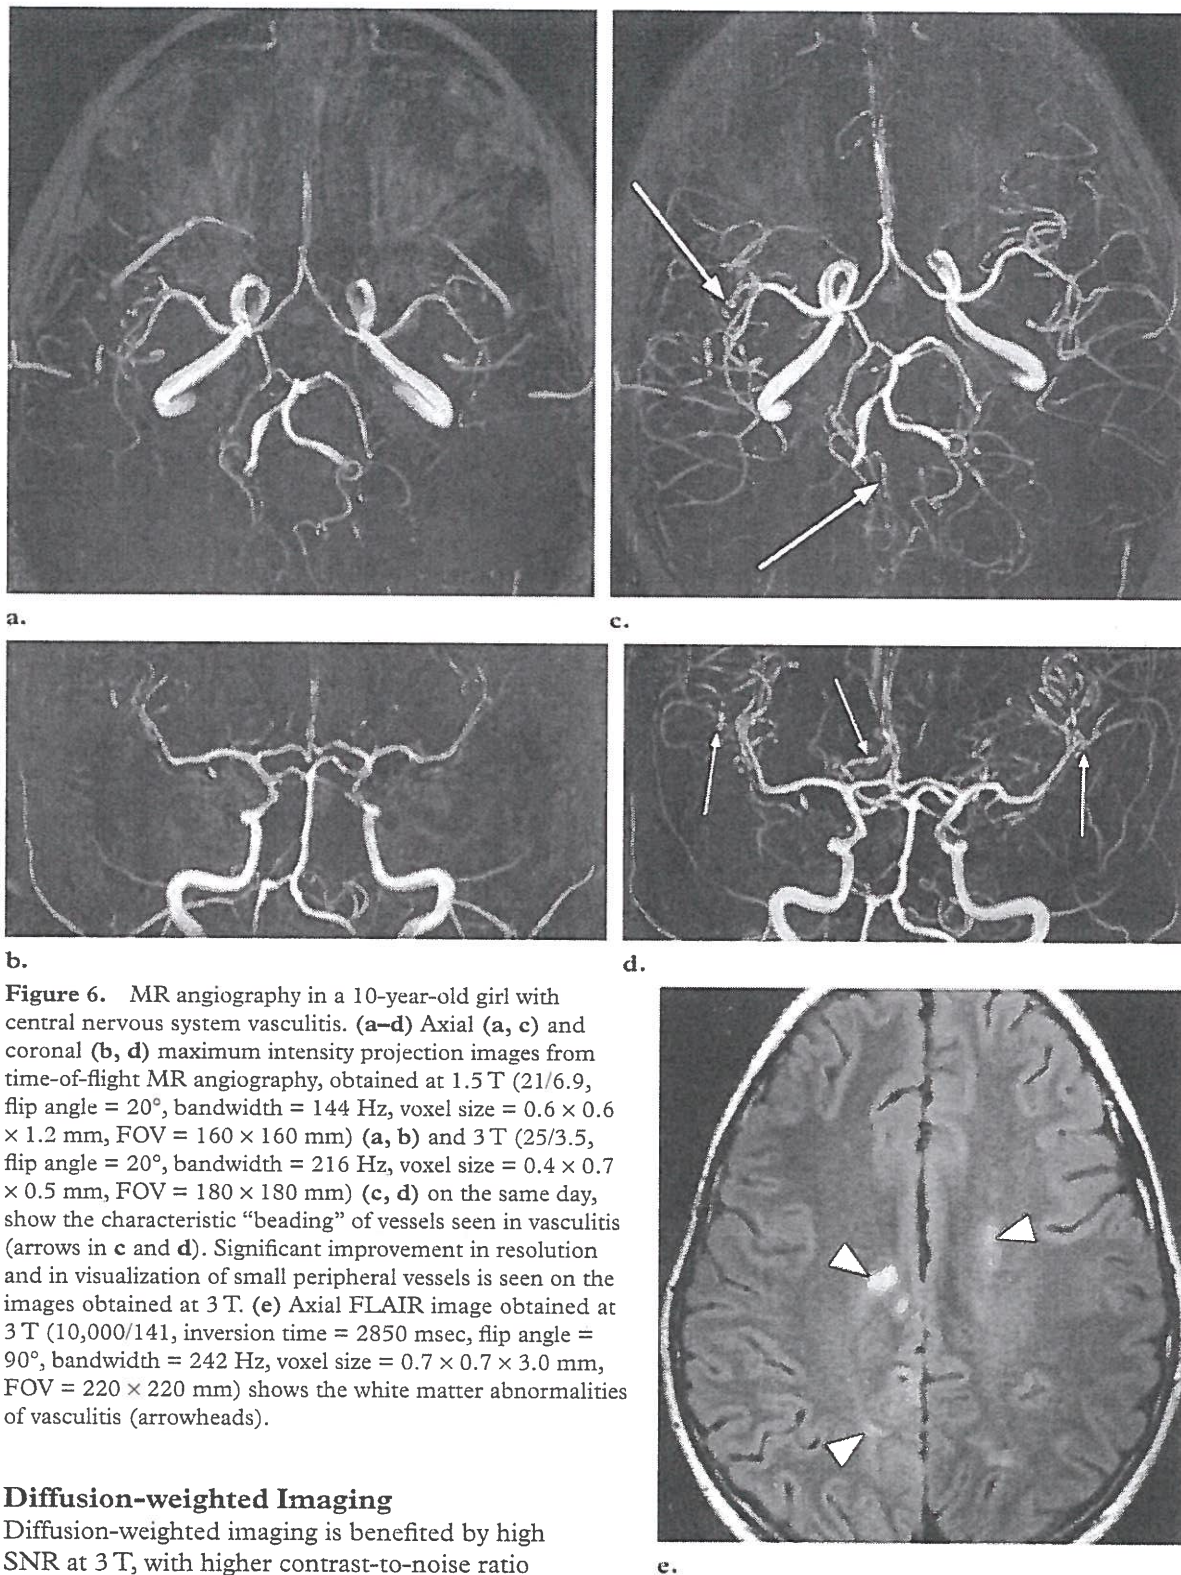 a.
c.
b.
d.
Figure 6. MR angiography in a 10-year-old girl with
central nervous system vasculitis. (a–d) Axial (a, c) and
coronal (b, d) maximum intensity projection images from
time-of-flight MR angiography, obtained at 1.5 T (21/6.9,
flip angle = 20°, bandwidth = 144 Hz, voxel size = 0.6 × 0.6
× 1.2 mm, FOV = 160 × 160 mm) (a, b) and 3 T (25/3.5,
flip angle = 20°, bandwidth = 216 Hz, voxel size = 0.4 × 0.7
× 0.5 mm, FOV = 180 × 180 mm) (c, d) on the same day,
show the characteristic “beading” of vessels seen in vasculitis
(arrows in c and d). Significant improvement in resolution
and in visualization of small peripheral vessels is seen on the
images obtained at 3 T. (e) Axial FLAIR image obtained at
3 T (10,000/141, inversion time = 2850 msec, flip angle =
90°, bandwidth = 242 Hz, voxel size = 0.7 × 0.7 × 3.0 mm,
FOV = 220 × 220 mm) shows the white matter abnormalities
of vasculitis (arrowheads).
Diffusion-weighted Imaging
Diffusion-weighted imaging is benefited by high
SNR at 3 T, with higher contrast-to-noise ratio
e.